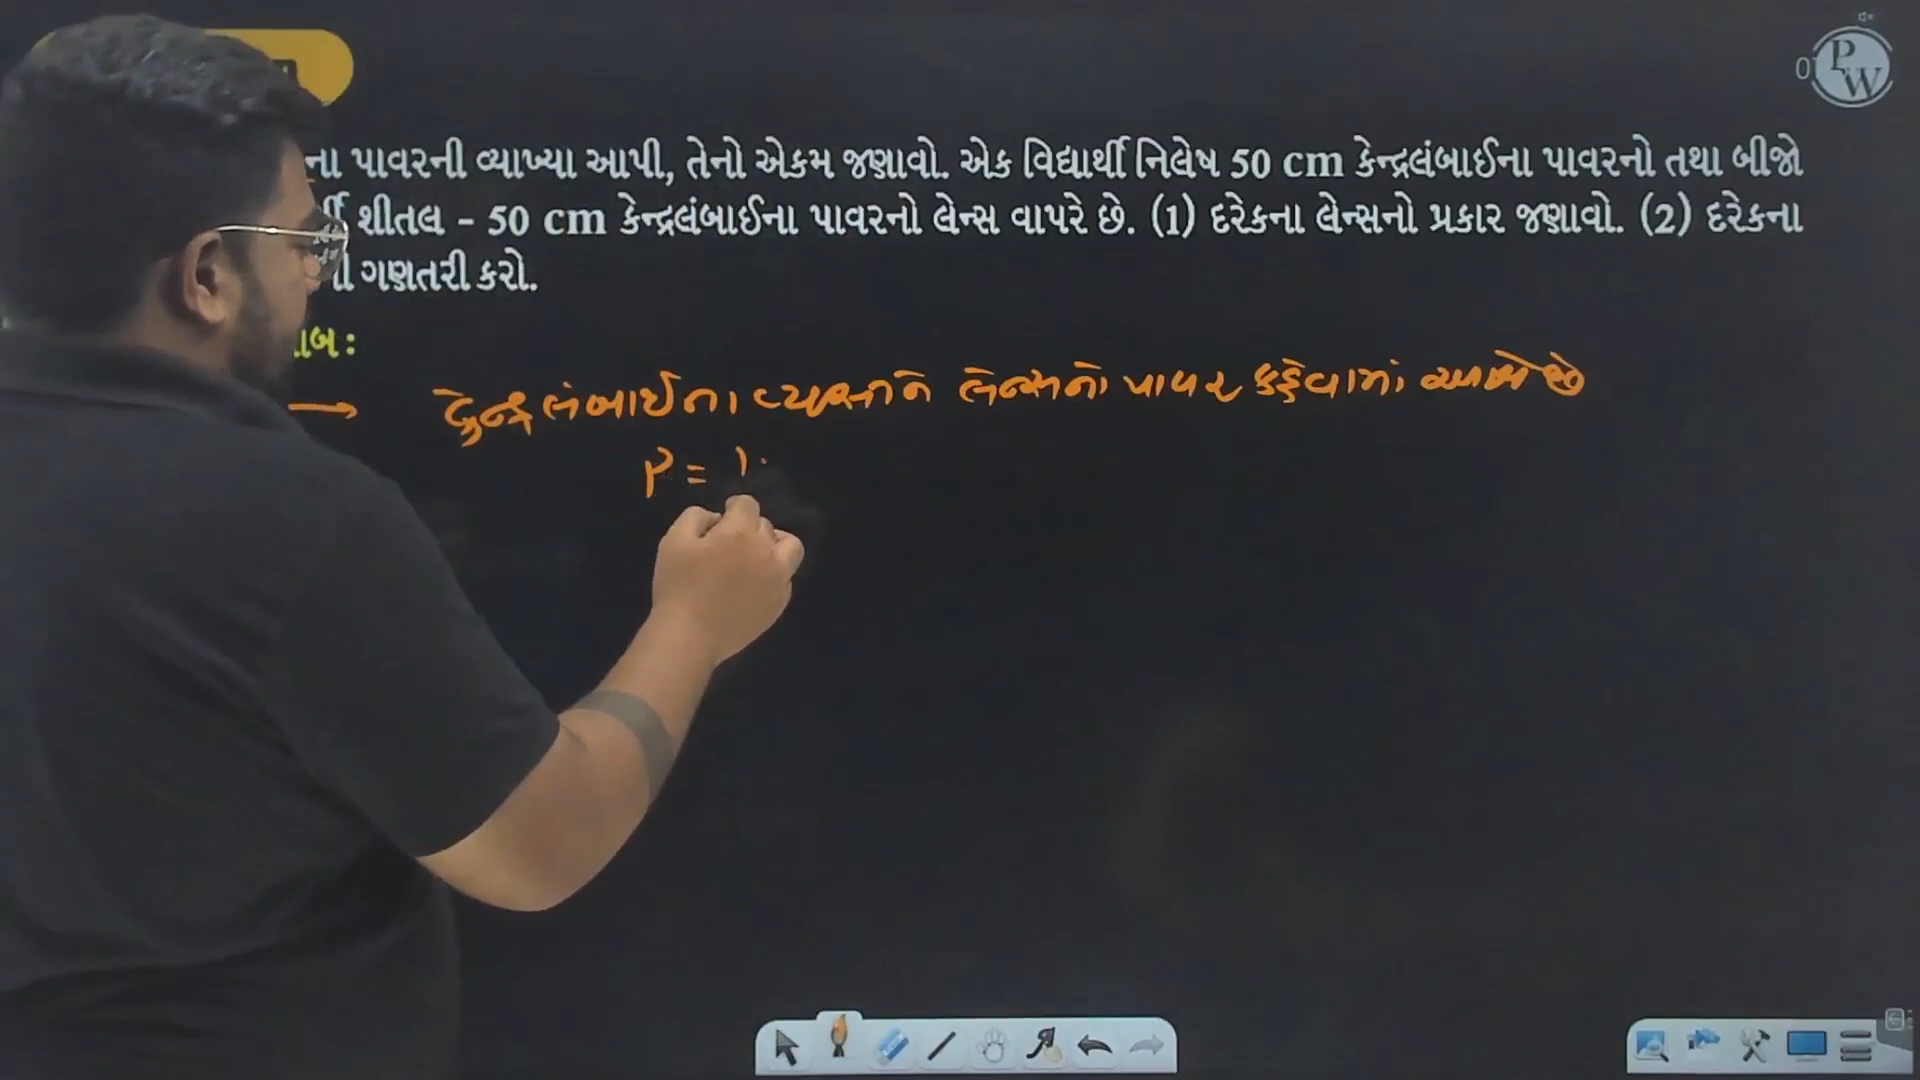 PW
ના પાવરની વ્યાખ્યા આપી, તેનો એકમ જણાવો. એક વિદ્યાર્થી નિલેષ 50 cm કેન્દ્રલંબાઈના પાવરનો તથા બીજો
શીતલ - 50 cm કેન્દ્રલંબાઈના પાવરનો લેન્સ વાપરે છે. (1) દરેકના લેન્સનો પ્રકાર જણાવો. (2) દરેકના
ગણતરી કરો.
બ :
→ કેન્દ્રલંબાઈના વ્યસ્તને લેન્સનો પાવર કહેવામાં આવે છે
P = 1